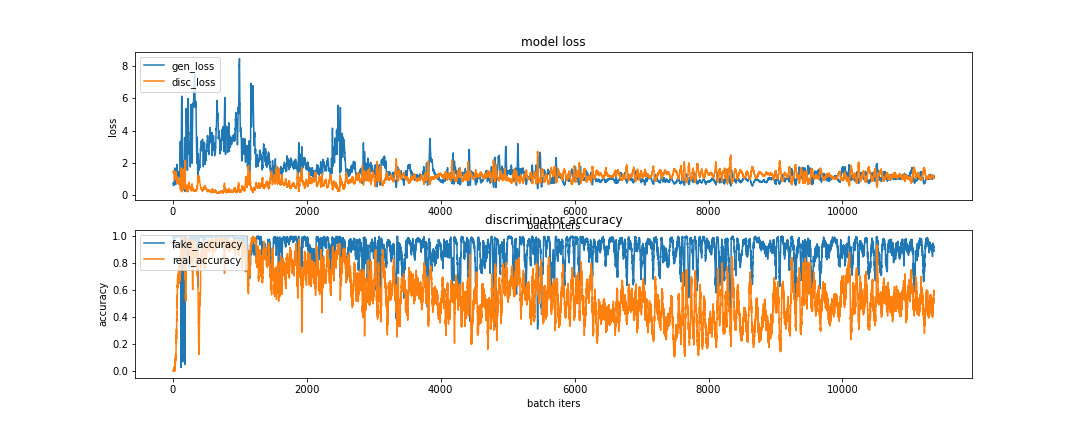 model loss
gen_loss
disc_loss
loss
8
6
4
2
0
0 2000 4000 6000 8000 10000
batch iters
discriminator accuracy
fake_accuracy
real_accuracy
accuracy
1.0
0.8
0.6
0.4
0.2
0.0
0 2000 4000 6000 8000 10000
batch iters